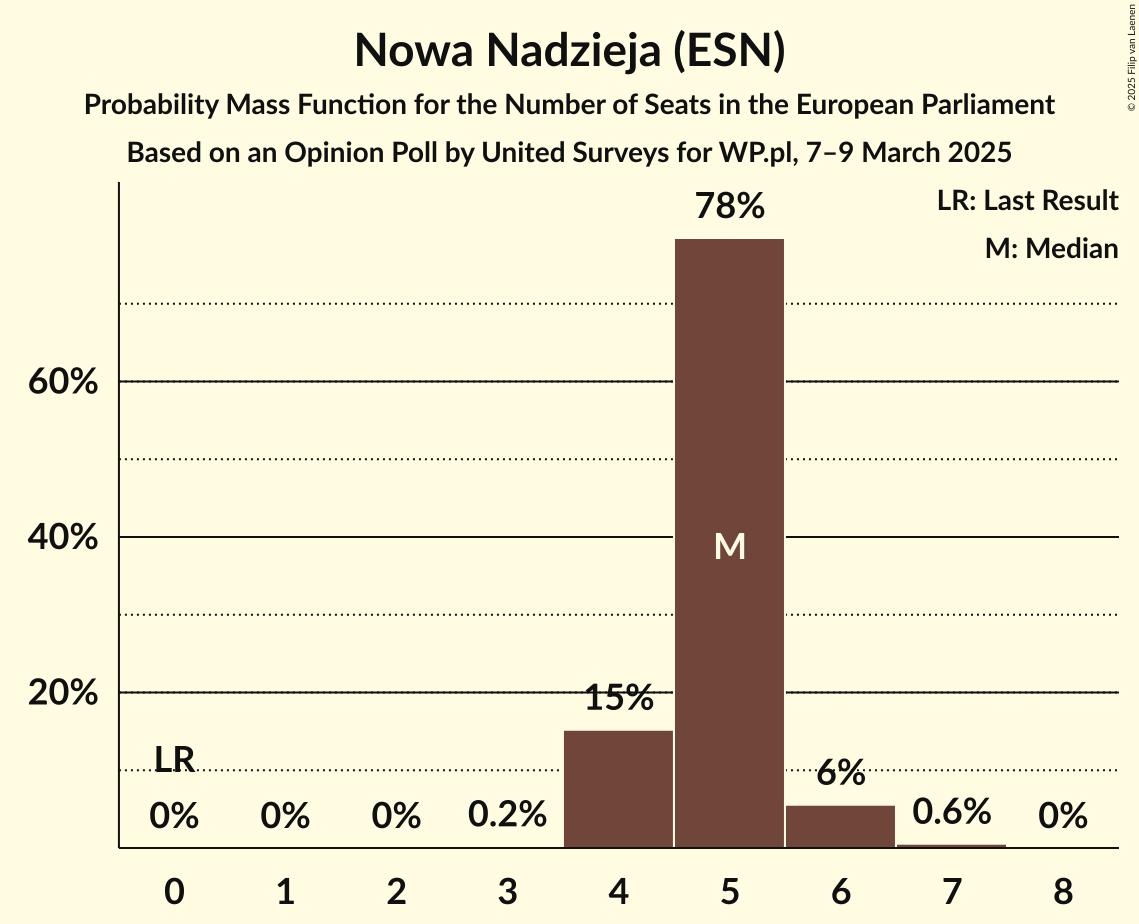 © 2025 Filip van Laenen
Nowa Nadzieja (ESN)
Probability Mass Function for the Number of Seats in the European Parliament
Based on an Opinion Poll by United Surveys for WP.pl, 7–9 March 2025
LR: Last Result
M: Median
78%
60%
40%
M
20%
15%
LR
6%
0%
0%
0%
0.2%
0.6%
0%
0
1
2
3
4
5
6
7
8